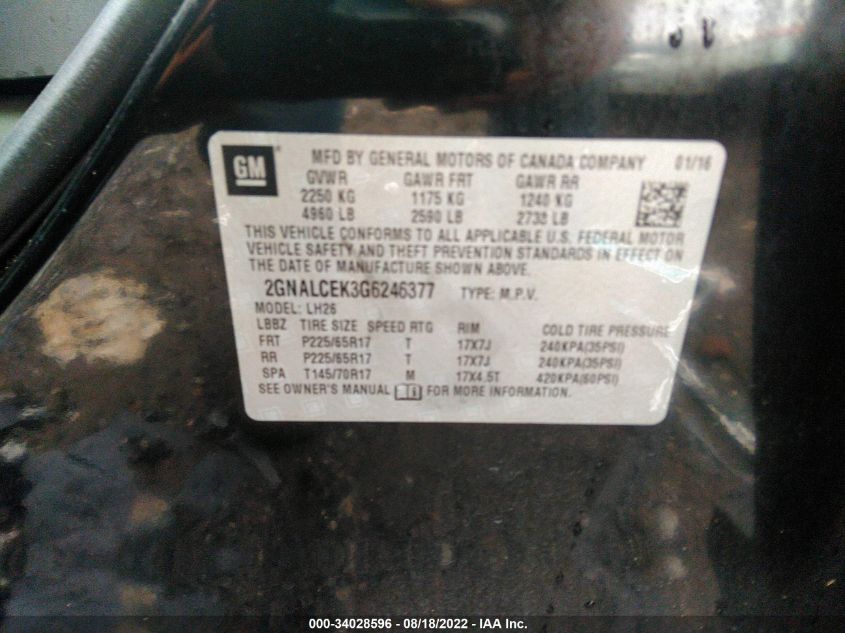 GM
MFD BY GENERAL MOTORS OF CANADA COMPANY 01/16
GVWR GAWR FRT GAWR RR
2250 KG 1175 KG 1240 KG
4960 LB 2590 LB 2738 LB
THIS VEHICLE CONFORMS TO ALL APPLICABLE U.S. FEDERAL MOTOR
VEHICLE SAFETY AND THEFT PREVENTION STANDARDS IN EFFECT ON
THE DATE OF MANUFACTURE SHOWN ABOVE.
2GNALCEK3G6246377 TYPE: M.P.V.
MODEL: LH26
LBBZ TIRE SIZE SPEED RTG RIM COLD TIRE PRESSURE
FRT P225/65R17 T 17X7J 240KPA(35PSI)
RR P225/65R17 T 17X7J 240KPA(35PSI)
SPA T145/70R17 M 17X4.5T 420KPA(60PSI)
SEE OWNER'S MANUAL FOR MORE INFORMATION.
000-34028596 - 08/18/2022 - IAA Inc.